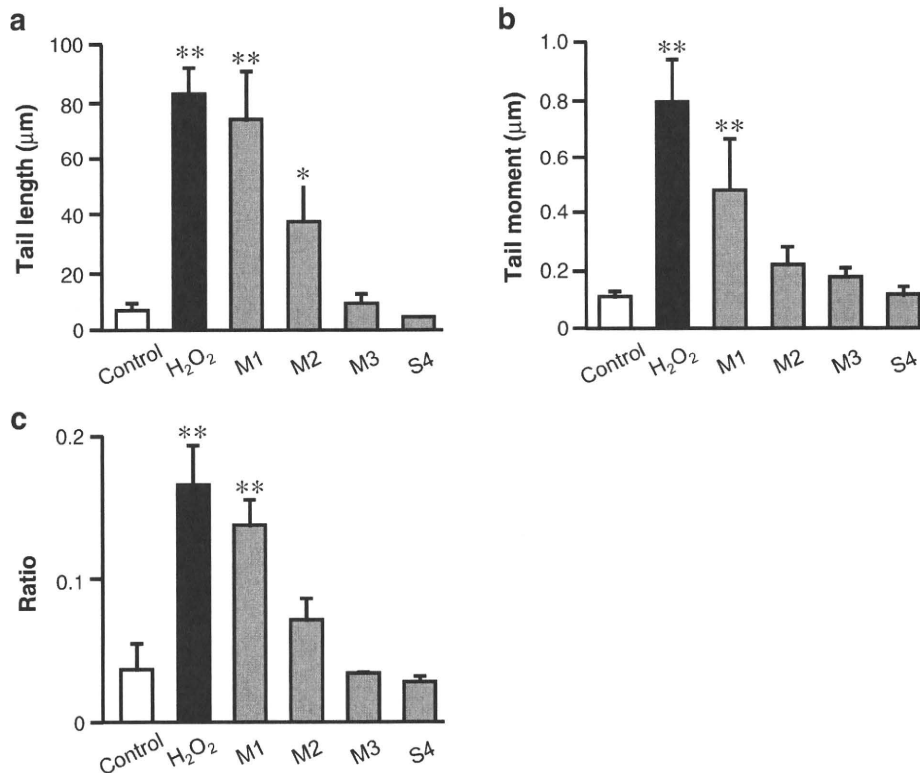 a
Tail length (μm)
100
80
60
40
20
0
** ** *
Control H₂O₂ M1 M2 M3 S4
b
Tail moment (μm)
1.0
0.8
0.6
0.4
0.2
0
** **
Control H₂O₂ M1 M2 M3 S4
c
Ratio
0.2
0.1
0
** **
Control H₂O₂ M1 M2 M3 S4